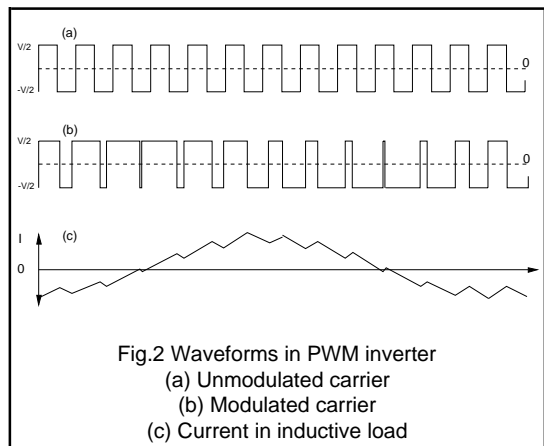 (a)
V/2
0
-V/2
(b)
V/2
0
-V/2
I
(c)
0
Fig.2 Waveforms in PWM inverter
(a) Unmodulated carrier
(b) Modulated carrier
(c) Current in inductive load